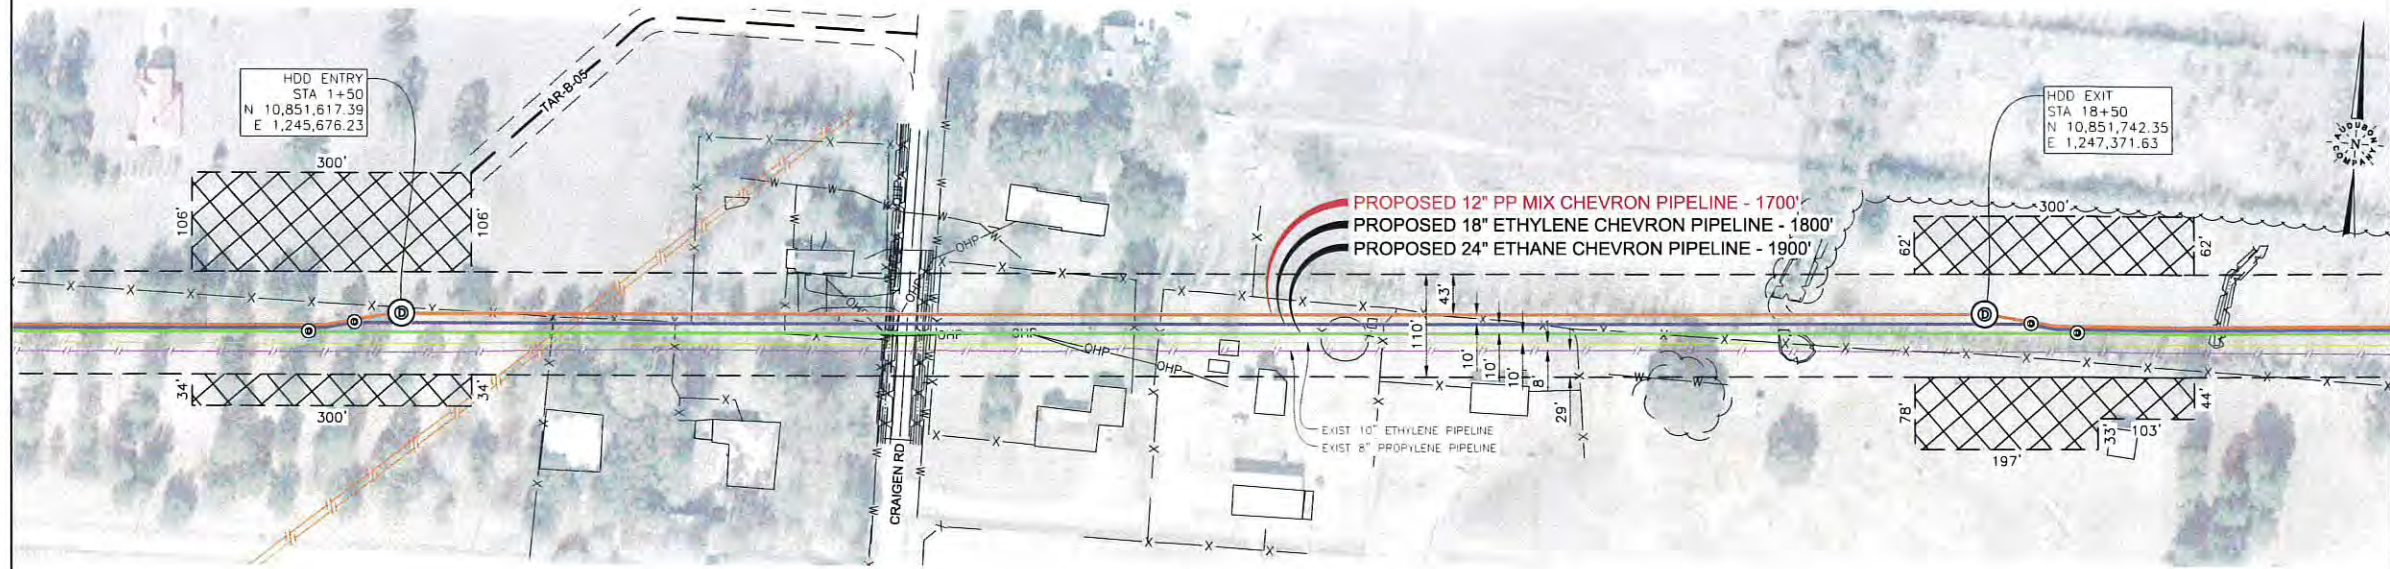 HDD ENTRY
STA 1+50
N 10,851,617.39
E 1,245,676.23
TAR-B-05
HDD EXIT
STA 18+50
N 10,851,742.35
E 1,247,371.63
AUDUBON
COMPANY
N
300'
106'
106'
PROPOSED 12" PP MIX CHEVRON PIPELINE - 1700'
PROPOSED 18" ETHYLENE CHEVRON PIPELINE - 1800'
PROPOSED 24" ETHANE CHEVRON PIPELINE - 1900'
300'
62'
62'
OHP
OHP
OHP
OHP
OHP
OHP
OHP
OHP
D
D
43'
110'
10'
10'
10'
8'
29'
34'
34'
300'
EXIST 10" ETHYLENE PIPELINE
EXIST 8" PROPYLENE PIPELINE
CRAIGEN RD
78'
44'
33'
103'
197'